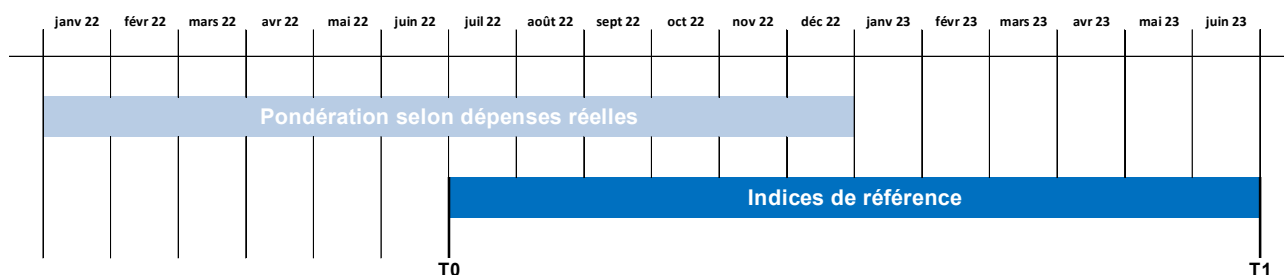 janv 22 févr 22 mars 22 avr 22 mai 22 juin 22 juil 22 août 22 sept 22 oct 22 nov 22 déc 22 janv 23 févr 23 mars 23 avr 23 mai 23 juin 23
Pondération selon dépenses réelles
Indices de référence
T0 T1